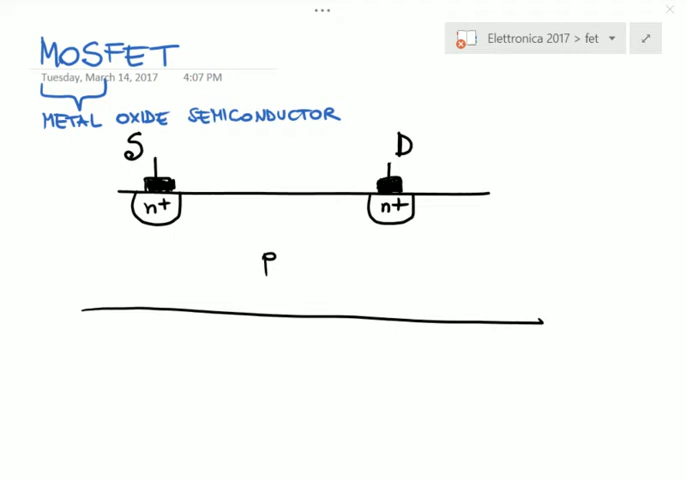 Elettronica 2017 > fet
MOSFET
Tuesday, March 14, 2017 4:07 PM
METAL OXIDE SEMICONDUCTOR
S D
n+ n+
P